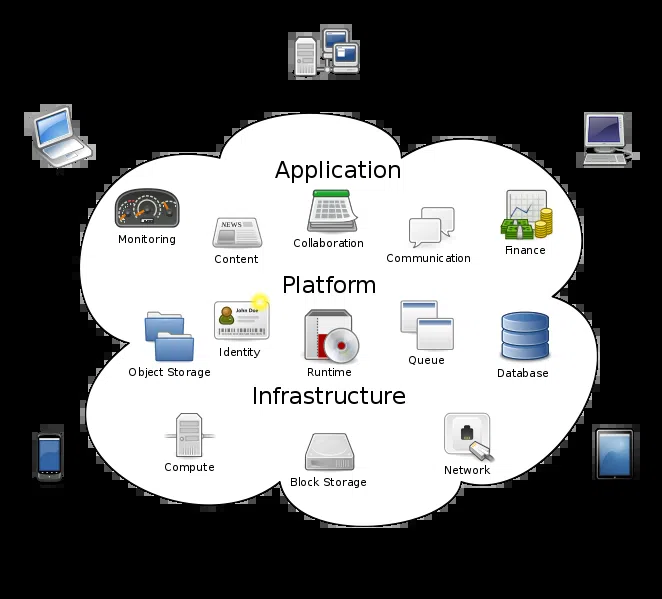 Application
Monitoring
NEWS
Content
Collaboration
Communication
Finance
Platform
Object Storage
John Doe
Identity
Runtime
Queue
Database
Infrastructure
Compute
Block Storage
Network